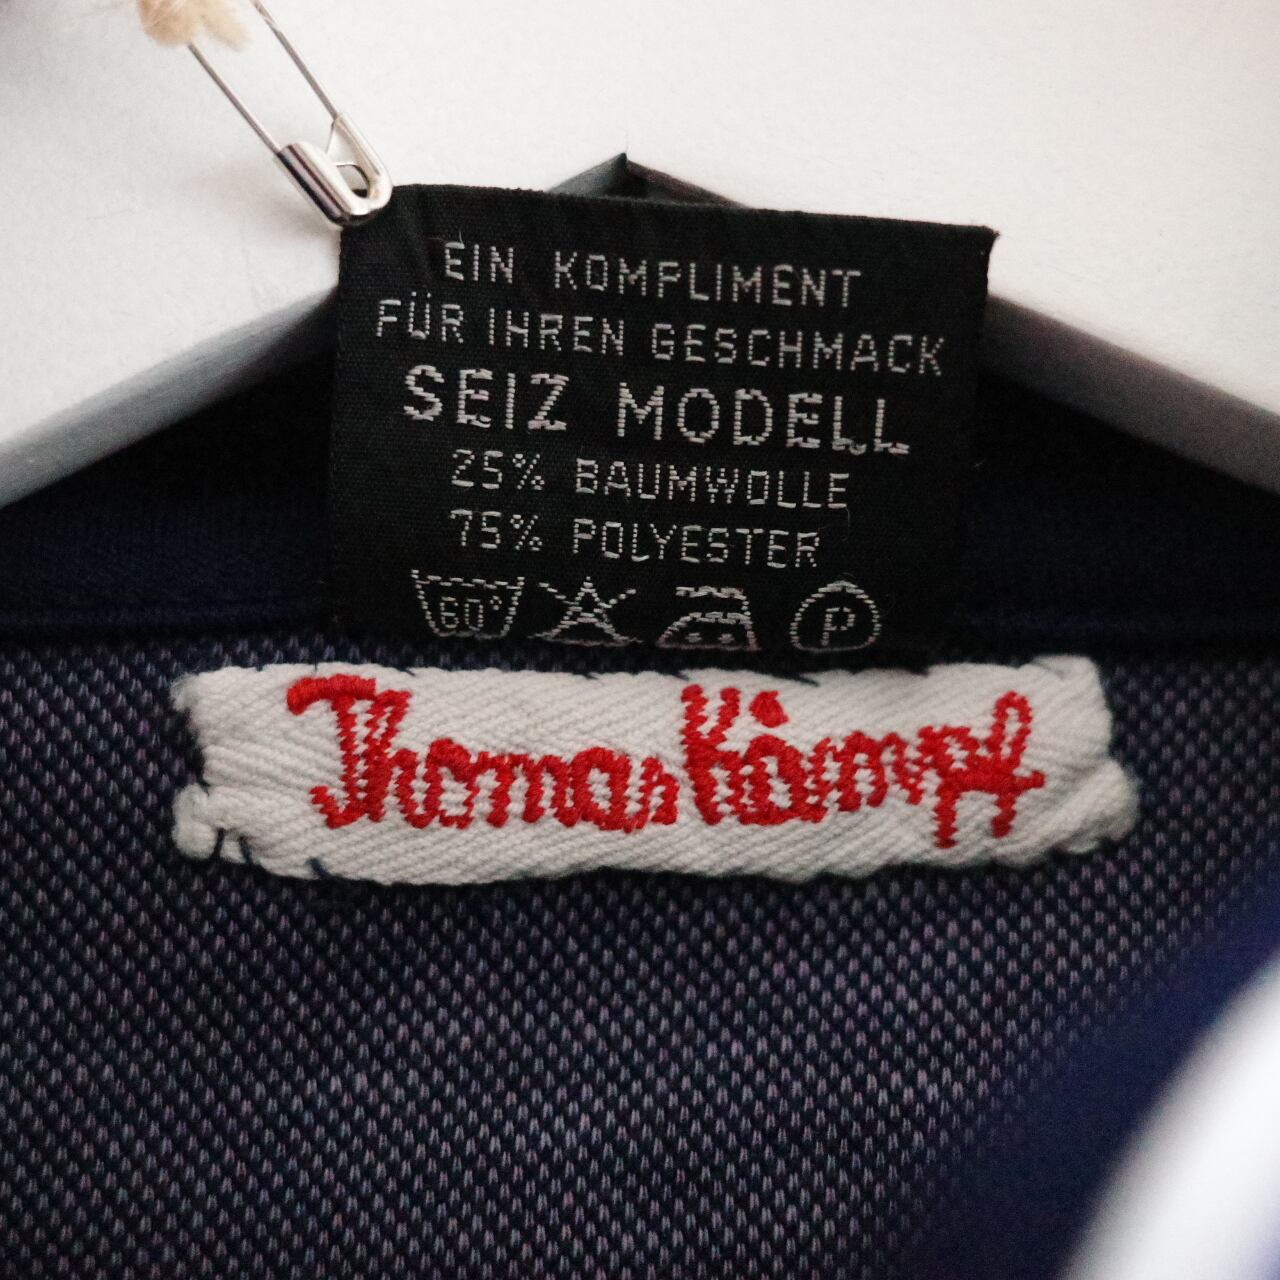 EIN KOMPLIMENT
FÜR IHREN GESCHMACK
SEIZ MODELL
25% BAUMWOLLE
75% POLYESTER
60° P
Thomas Kämpf